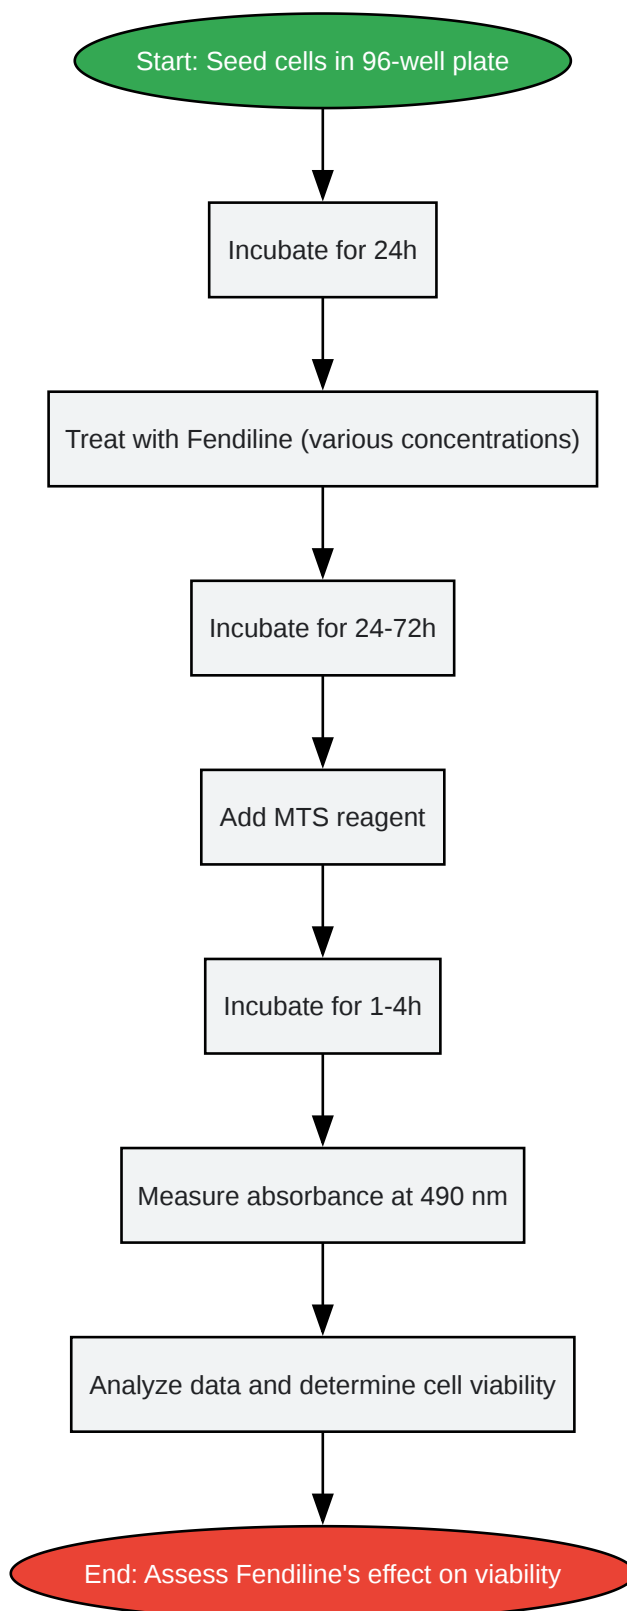 Start: Seed cells in 96-well plate
Incubate for 24h
Treat with Fendiline (various concentrations)
Incubate for 24-72h
Add MTS reagent
Incubate for 1-4h
Measure absorbance at 490 nm
Analyze data and determine cell viability
End: Assess Fendiline's effect on viability